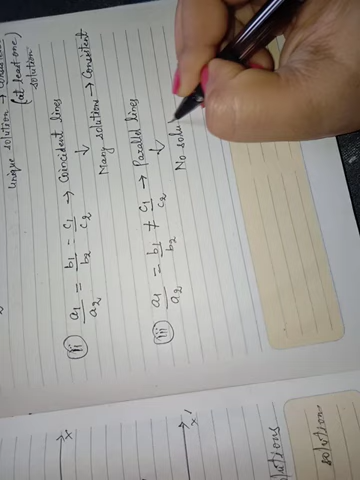 Unique solution →
(at least one)
solution
(ii) a1/a2 = b1/b2 = c1/c2 → Coincident lines
↓
Many solution → Consistent
(iii) a1/a2 = b1/b2 ≠ c1/c2 → Parallel lines
↓
No solu
X'
solution